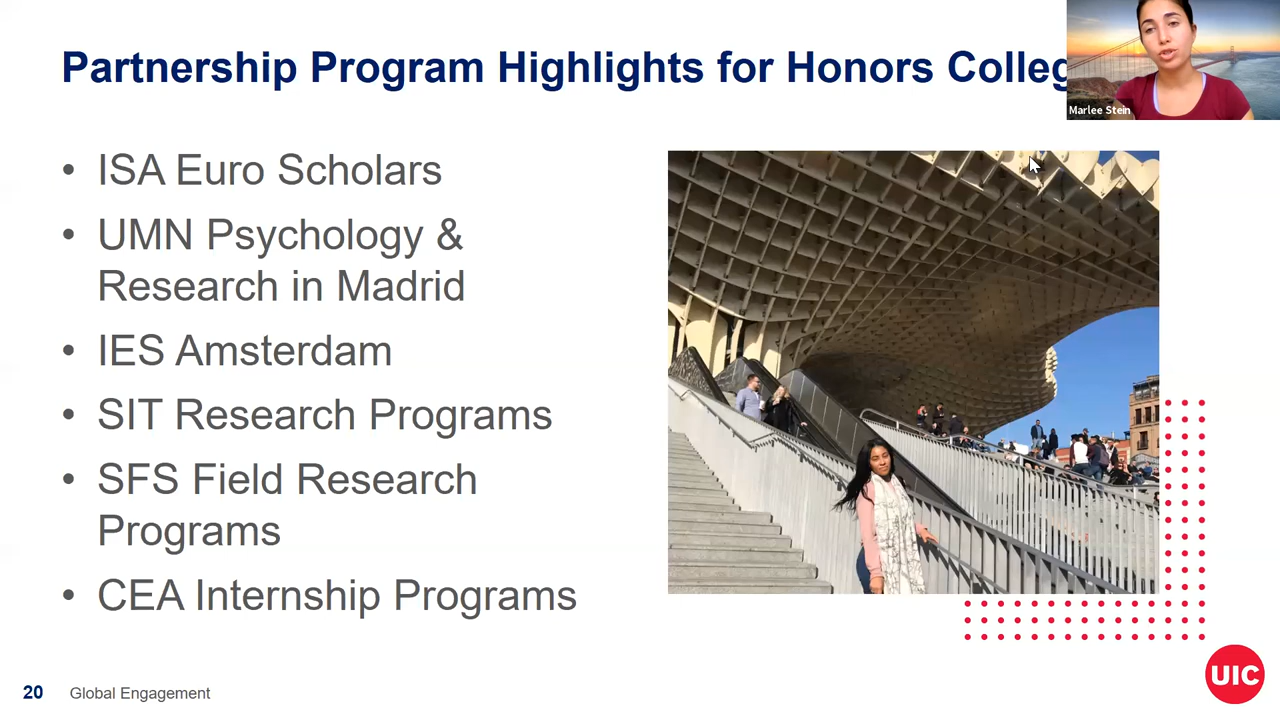 Partnership Program Highlights for Honors Colleg
Marlee Stein
• ISA Euro Scholars
• UMN Psychology &
Research in Madrid
• IES Amsterdam
• SIT Research Programs
• SFS Field Research
Programs
• CEA Internship Programs
20 Global Engagement
UIC